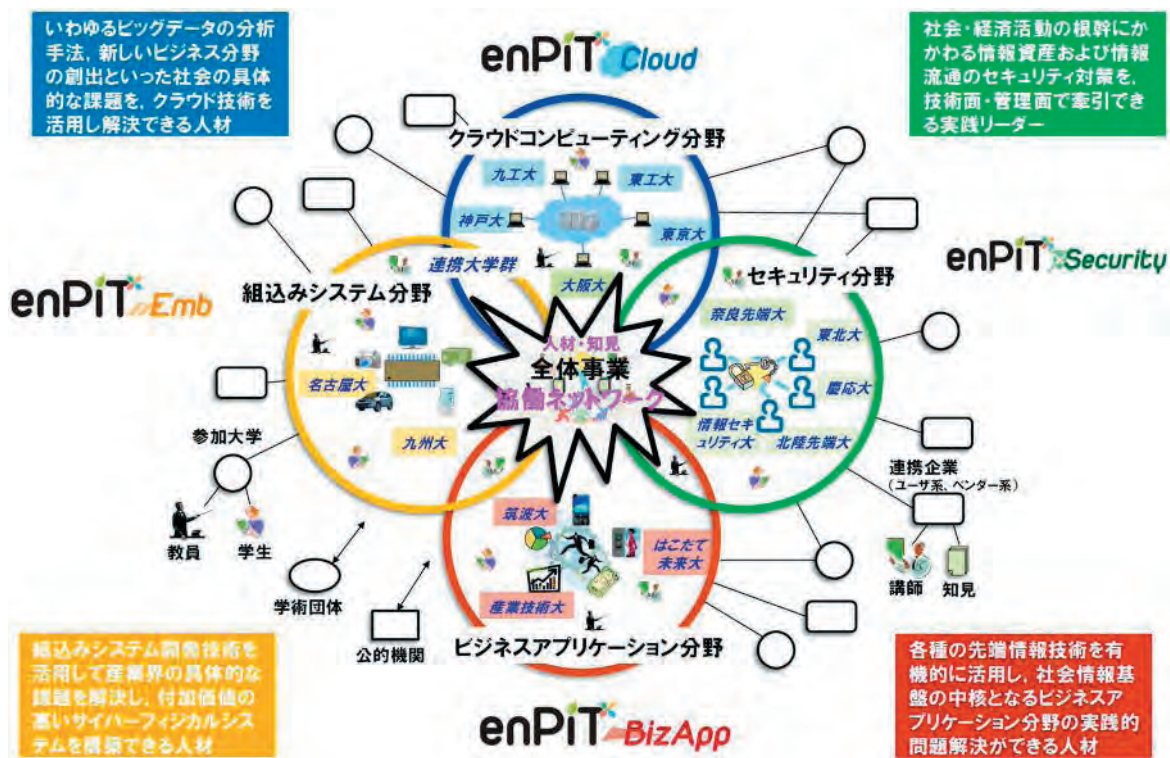 いわゆるビッグデータの分析
手法，新しいビジネス分野
の創出といった社会の具体
的な課題を，クラウド技術を
活用し解決できる人材
enPiT Cloud
社会・経済活動の根幹にか
かわる情報資産および情報
流通のセキュリティ対策を，
技術面・管理面で牽引でき
る実践リーダー
クラウドコンピューティング分野
九工大
東工大
神戸大
東京大
連携大学群
大阪大
enPiT Emb
組込みシステム分野
セキュリティ分野
enPiT Security
奈良先端大
東北大
人材・知見
全体事業
協働ネットワーク
名古屋大
慶応大
情報セキ
ュリティ大
北陸先端大
九州大
参加大学
教員
学生
連携企業
（ユーザ系、ベンダー系）
講師
知見
筑波大
はこだて
未来大
産業技術大
学術団体
公的機関
ビジネスアプリケーション分野
組込みシステム開発技術を
活用して産業界の具体的な
課題を解決し，付加価値の
高いサイバーフィジカルシス
テムを構築できる人材
enPiT BizApp
各種の先端情報技術を有
機的に活用し，社会情報基
盤の中核となるビジネスア
プリケーション分野の実践的
問題解決ができる人材